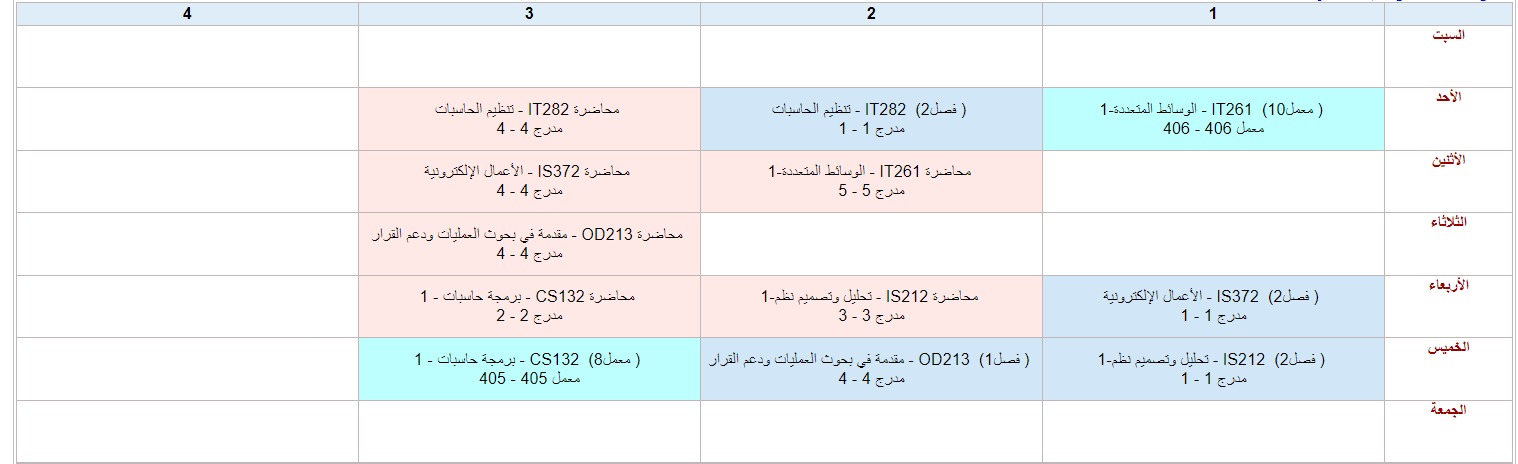 1 2 3 4
السبت
الأحد
( معمل10) IT261 - الوسائط المتعددة-1
معمل 406 - 406
( فصل2) IT282 - تنظيم الحاسبات
مدرج 1 - 1
محاضرة IT282 - تنظيم الحاسبات
مدرج 4 - 4
الأثنين
محاضرة IT261 - الوسائط المتعددة-1
مدرج 5 - 5
محاضرة IS372 - الأعمال الإلكترونية
مدرج 4 - 4
الثلاثاء
محاضرة OD213 - مقدمة في بحوث العمليات ودعم القرار
مدرج 4 - 4
الأربعاء
( فصل2) IS372 - الأعمال الإلكترونية
مدرج 1 - 1
محاضرة IS212 - تحليل وتصميم نظم-1
مدرج 3 - 3
محاضرة CS132 - برمجة حاسبات - 1
مدرج 2 - 2
الخميس
( فصل2) IS212 - تحليل وتصميم نظم-1
مدرج 1 - 1
( فصل1) OD213 - مقدمة في بحوث العمليات ودعم القرار
مدرج 4 - 4
( معمل8) CS132 - برمجة حاسبات - 1
معمل 405 - 405
الجمعة